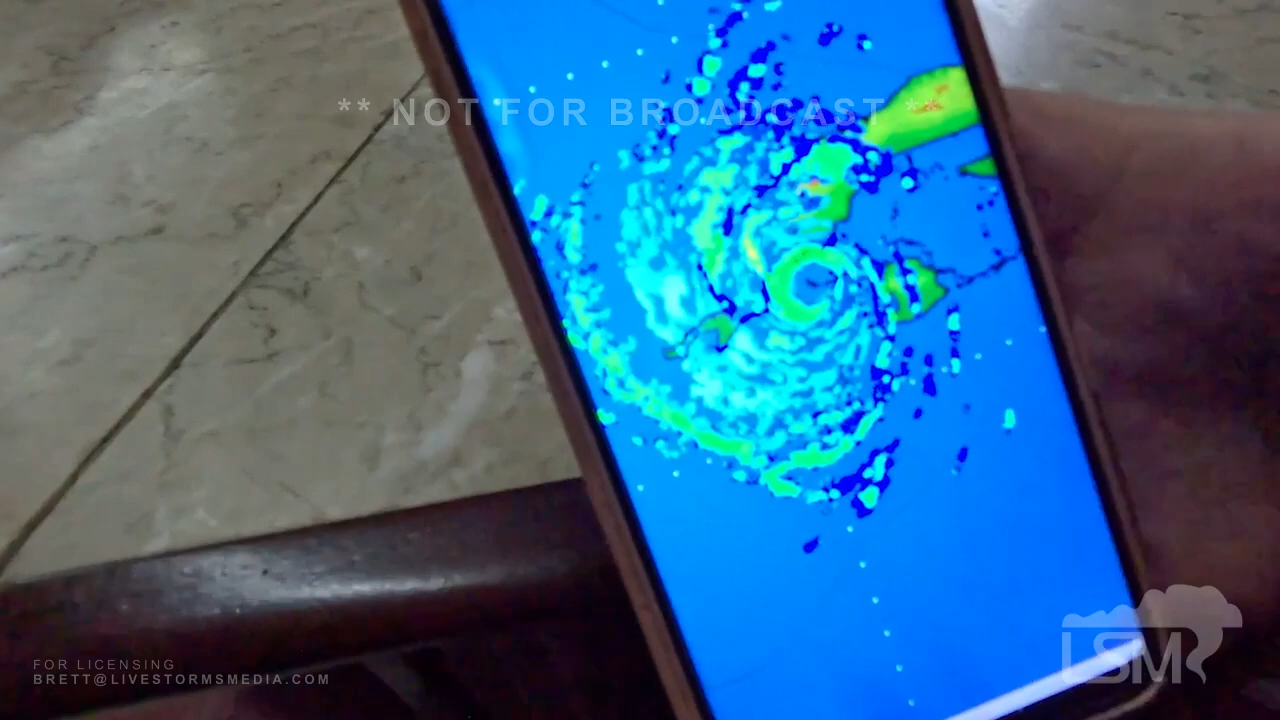 ** NOT FOR BROADCAST **
FOR LICENSING
BRETT@LIVESTORMSMEDIA.COM
LSM